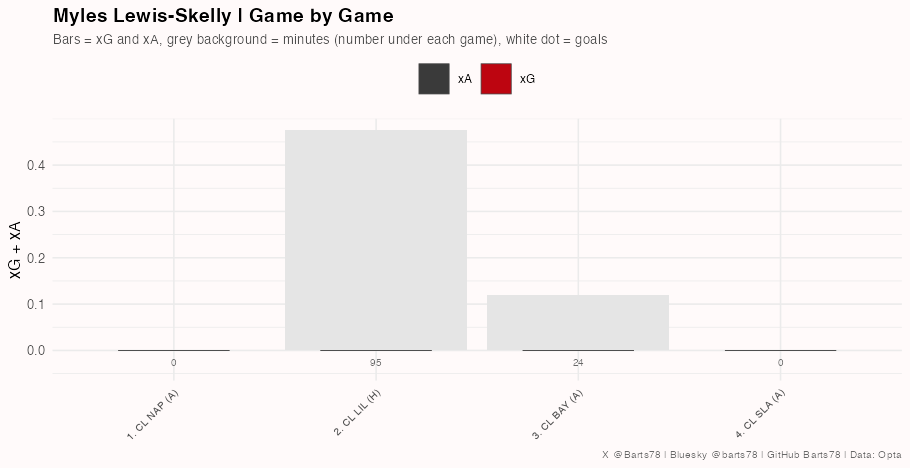 Myles Lewis-Skelly | Game by Game
Bars = xG and xA, grey background = minutes (number under each game), white dot = goals
xA xG
xG + xA
0.4
0.3
0.2
0.1
0.0
0 95 24 0
1. CL NAP (A)
2. CL LIL (H)
3. CL BAY (A)
4. CL SLA (A)
X @Barts78 | Bluesky @barts78 | GitHub Barts78 | Data: Opta